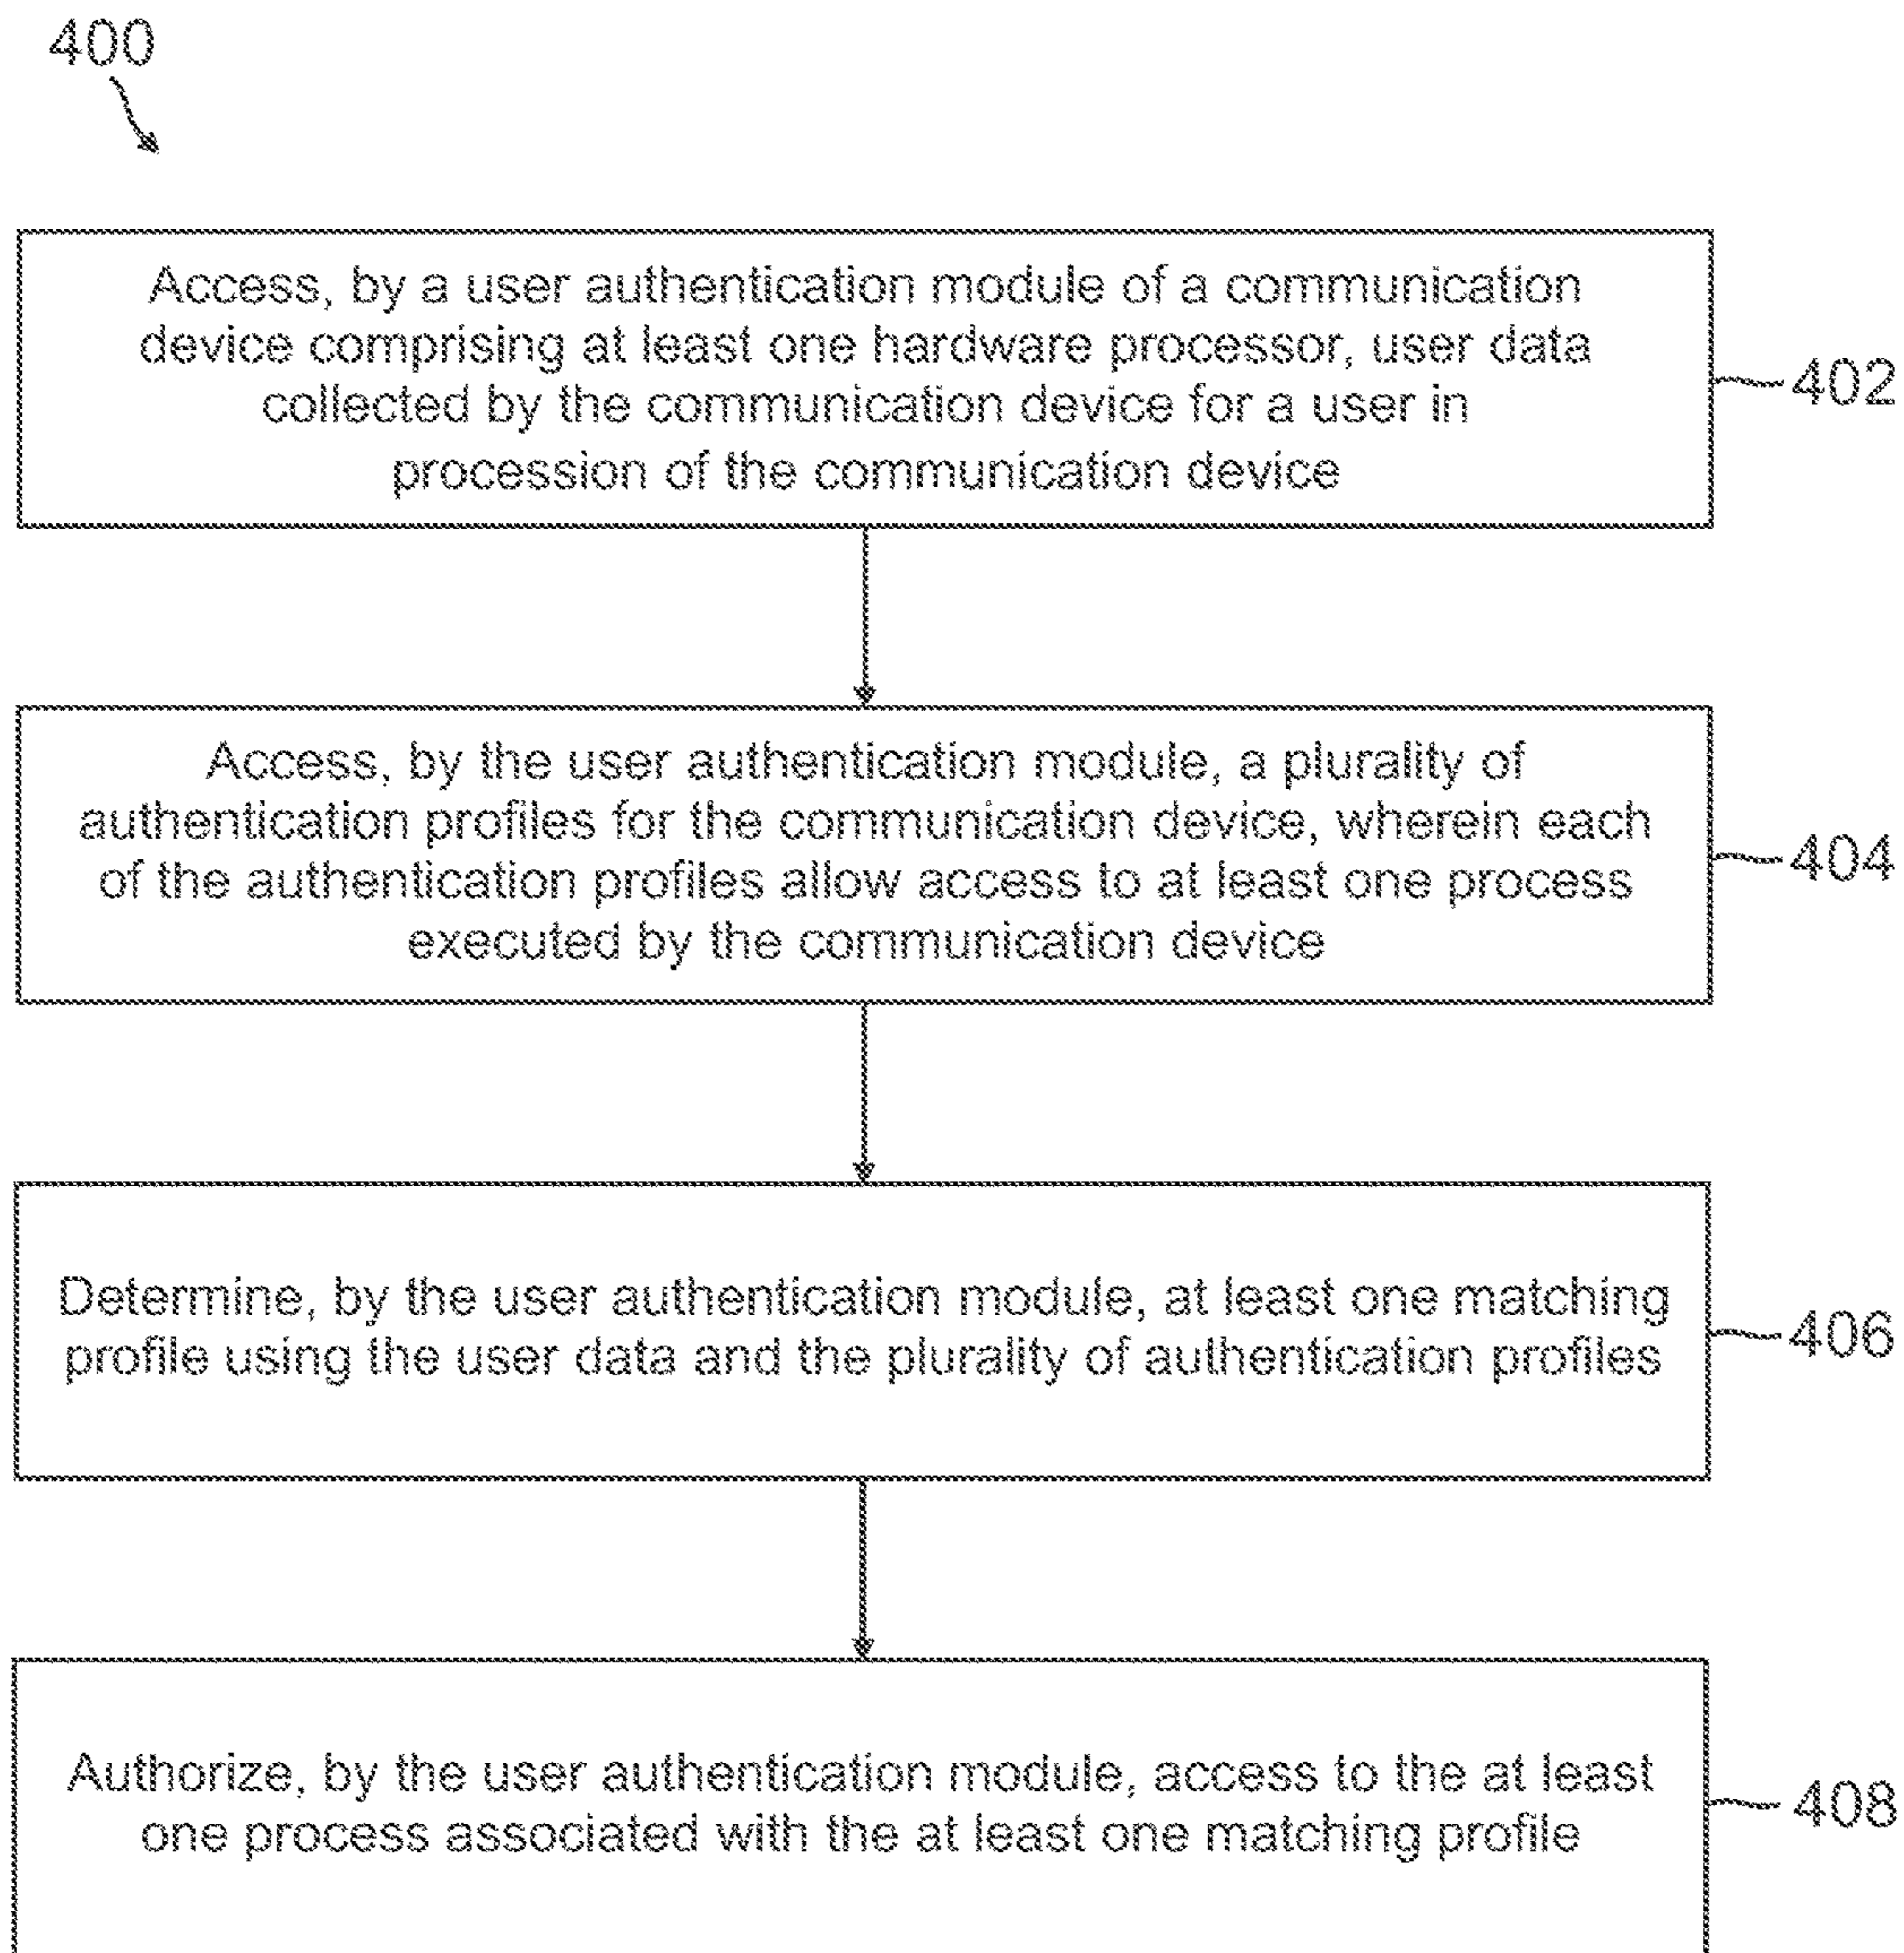 400
Access, by a user authentication module of a communication
device comprising at least one hardware processor, user data
collected by the communication device for a user in
procession of the communication device
402
Access, by the user authentication module, a plurality of
authentication profiles for the communication device, wherein each
of the authentication profiles allow access to at least one process
executed by the communication device
404
Determine, by the user authentication module, at least one matching
profile using the user data and the plurality of authentication profiles
406
Authorize, by the user authentication module, access to the at least
one process associated with the at least one matching profile
408